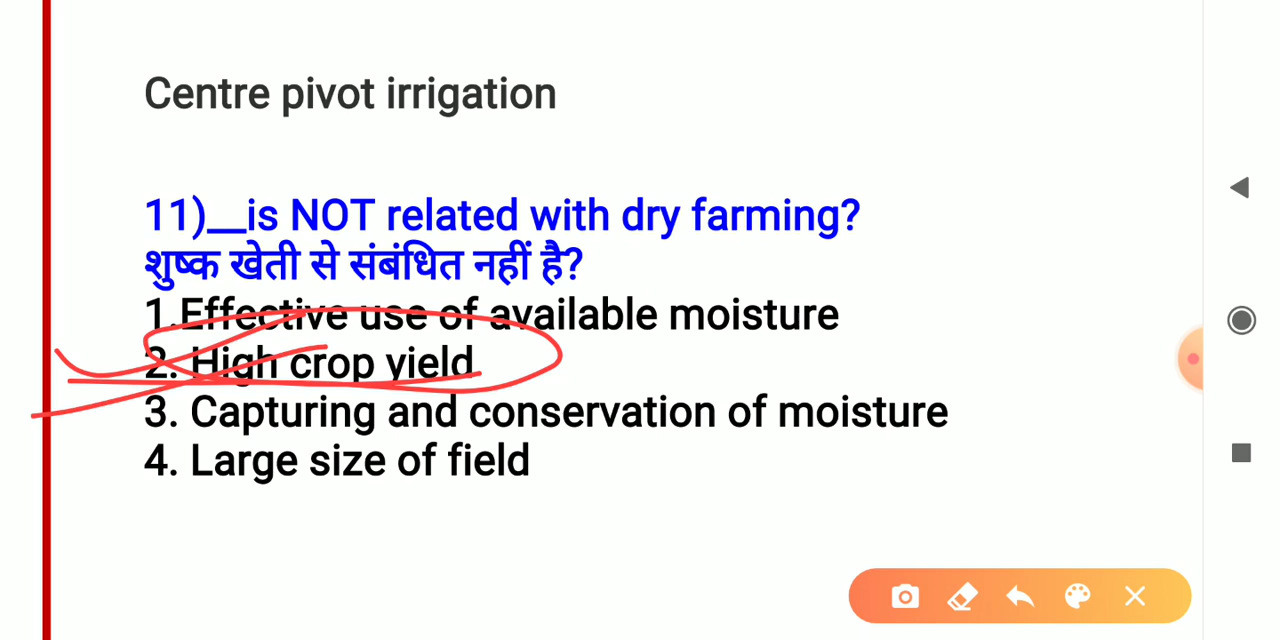 Centre pivot irrigation
11)__is NOT related with dry farming?
शुष्क खेती से संबंधित नहीं है?
1.Effective use of available moisture
2. High crop yield
3. Capturing and conservation of moisture
4. Large size of field